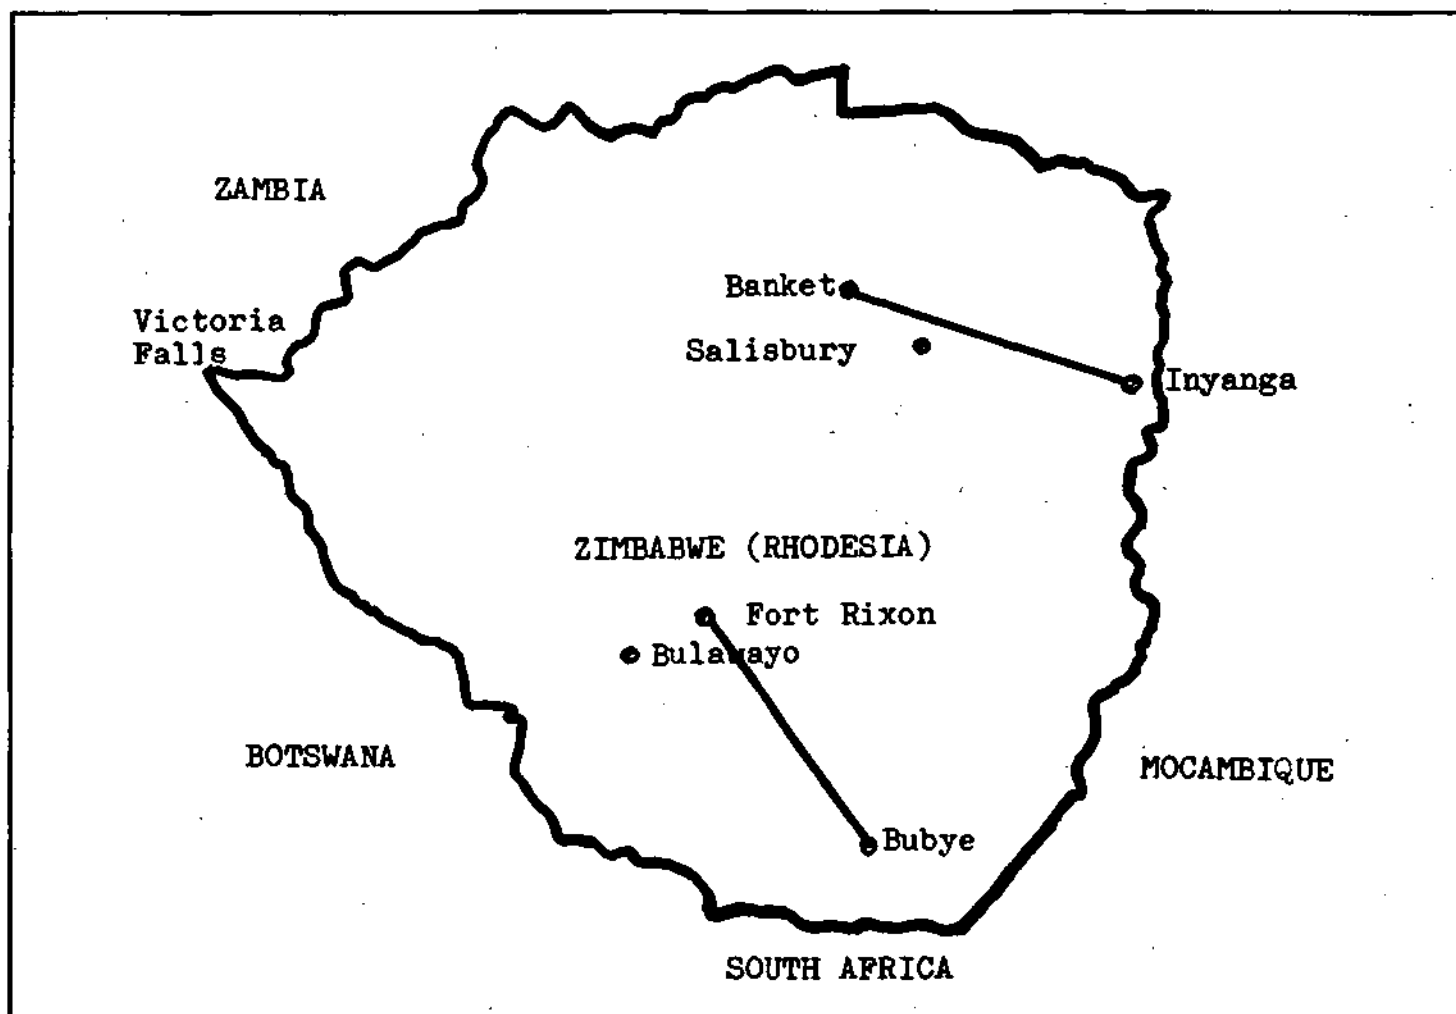 ZAMBIA
Banket
Victoria
Falls
Salisbury
Inyanga
ZIMBABWE (RHODESIA)
Fort Rixon
Bulawayo
BOTSWANA
MOCAMBIQUE
Bubye
SOUTH AFRICA